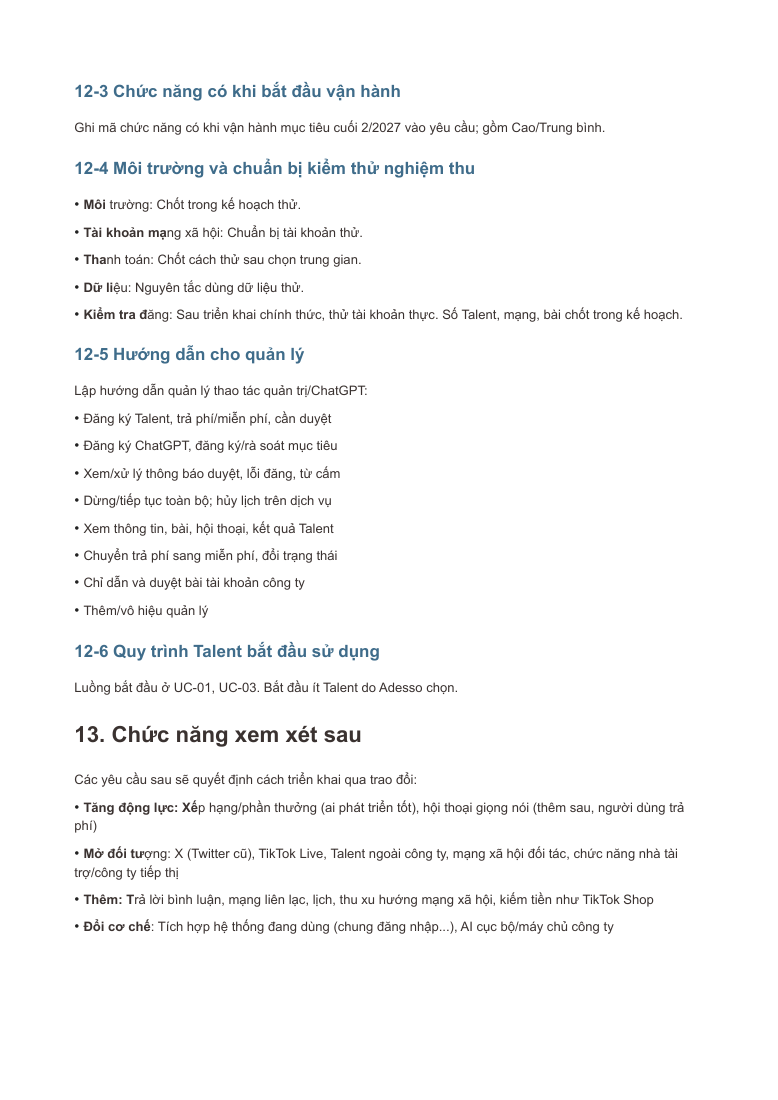 12-3 Chức năng có khi bắt đầu vận hành
Ghi mã chức năng có khi vận hành mục tiêu cuối 2/2027 vào yêu cầu; gồm Cao/Trung bình.
12-4 Môi trường và chuẩn bị kiểm thử nghiệm thu
• Môi trường: Chốt trong kế hoạch thử.
• Tài khoản mạng xã hội: Chuẩn bị tài khoản thử.
• Thanh toán: Chốt cách thử sau chọn trung gian.
• Dữ liệu: Nguyên tắc dùng dữ liệu thử.
• Kiểm tra đăng: Sau triển khai chính thức, thử tài khoản thực. Số Talent, mạng, bài chốt trong kế hoạch.
12-5 Hướng dẫn cho quản lý
Lập hướng dẫn quản lý thao tác quản trị/ChatGPT:
• Đăng ký Talent, trả phí/miễn phí, cần duyệt
• Đăng ký ChatGPT, đăng ký/rà soát mục tiêu
• Xem/xử lý thông báo duyệt, lỗi đăng, từ cấm
• Dừng/tiếp tục toàn bộ; hủy lịch trên dịch vụ
• Xem thông tin, bài, hội thoại, kết quả Talent
• Chuyển trả phí sang miễn phí, đổi trạng thái
• Chỉ dẫn và duyệt bài tài khoản công ty
• Thêm/vô hiệu quản lý
12-6 Quy trình Talent bắt đầu sử dụng
Luồng bắt đầu ở UC-01, UC-03. Bắt đầu ít Talent do Adesso chọn.
13. Chức năng xem xét sau
Các yêu cầu sau sẽ quyết định cách triển khai qua trao đổi:
• Tăng động lực: Xếp hạng/phần thưởng (ai phát triển tốt), hội thoại giọng nói (thêm sau, người dùng trả
phí)
• Mở đối tượng: X (Twitter cũ), TikTok Live, Talent ngoài công ty, mạng xã hội đối tác, chức năng nhà tài
trợ/công ty tiếp thị
• Thêm: Trả lời bình luận, mạng liên lạc, lịch, thu xu hướng mạng xã hội, kiếm tiền như TikTok Shop
• Đổi cơ chế: Tích hợp hệ thống đang dùng (chung đăng nhập...), AI cục bộ/máy chủ công ty